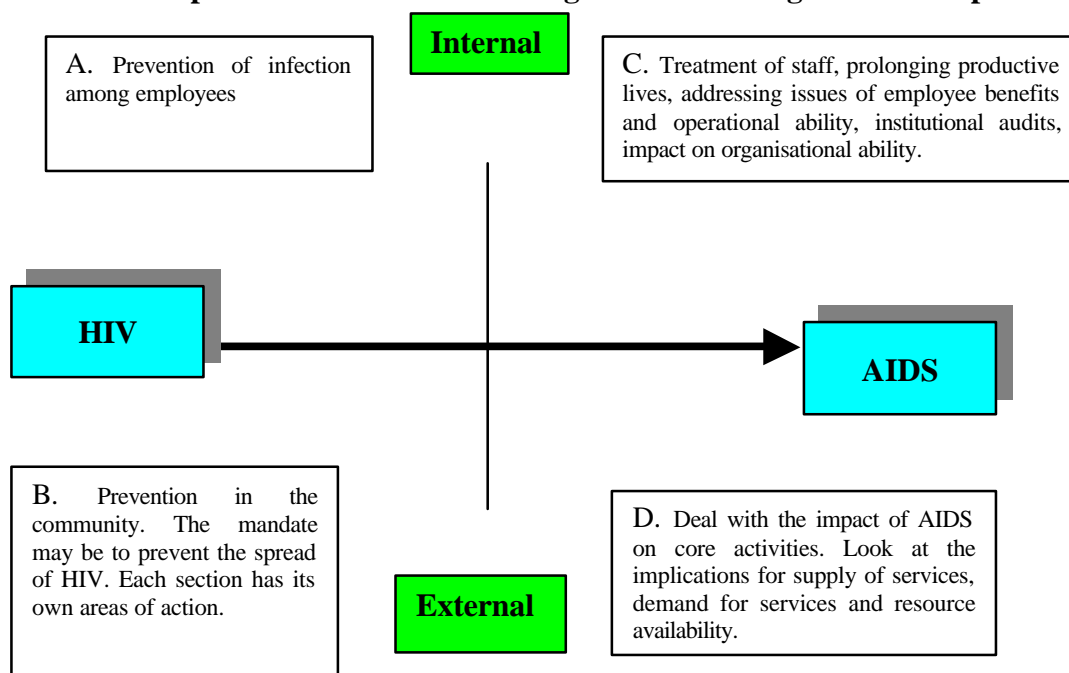 A. Prevention of infection
among employees
Internal
C. Treatment of staff, prolonging productive
lives, addressing issues of employee benefits
and operational ability, institutional audits,
impact on organisational ability.
HIV
AIDS
B. Prevention in the
community. The mandate
may be to prevent the spread
of HIV. Each section has its
own areas of action.
External
D. Deal with the impact of AIDS
on core activities. Look at the
implications for supply of services,
demand for services and resource
availability.